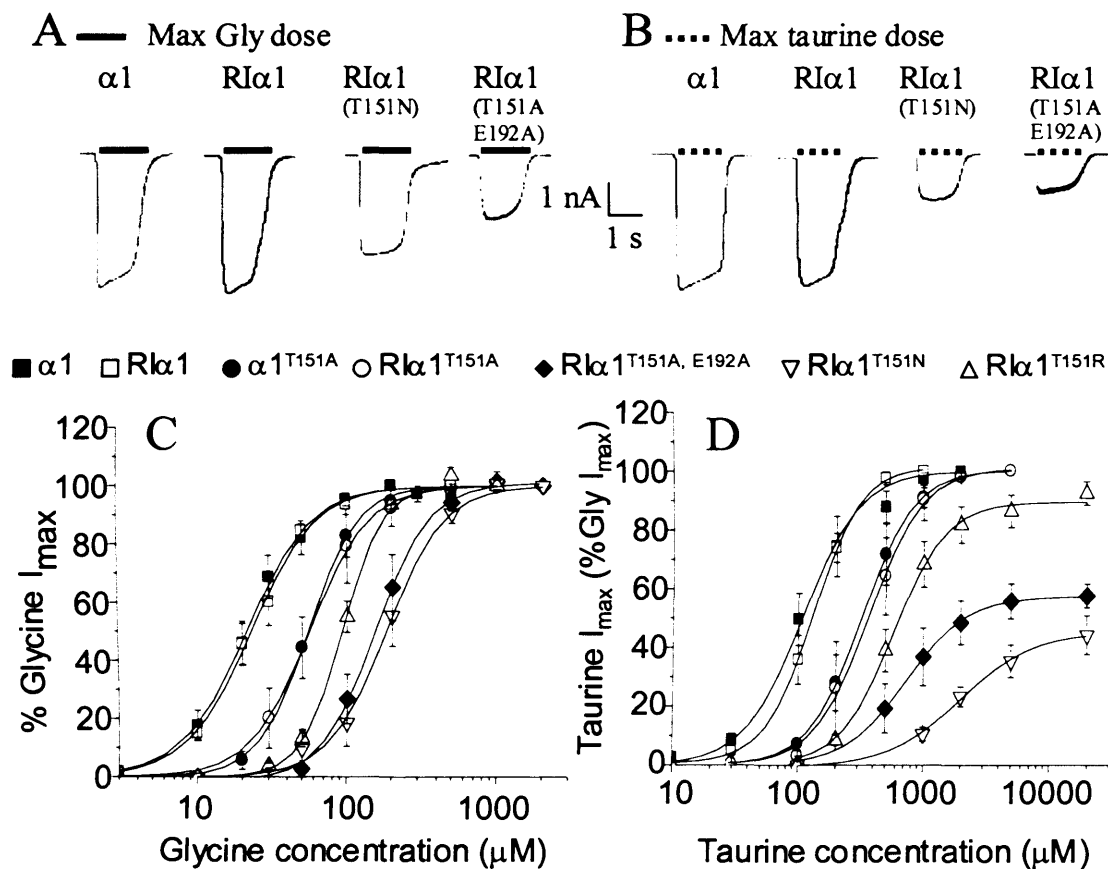 A Max Gly dose
α1 RIα1 RIα1 RIα1
(T151N) (T151A
E192A)
B Max taurine dose
α1 RIα1 RIα1 RIα1
(T151N) (T151A
E192A)
1 nA
1 s
α1 RIα1 α1T151A RIα1T151A RIα1T151A, E192A RIα1T151N RIα1T151R
C
% Glycine Imax
120
100
80
60
40
20
0
10 100 1000
Glycine concentration (μM)
D
Taurine Imax (%Gly Imax)
120
100
80
60
40
20
0
10 100 1000 10000
Taurine concentration (μM)